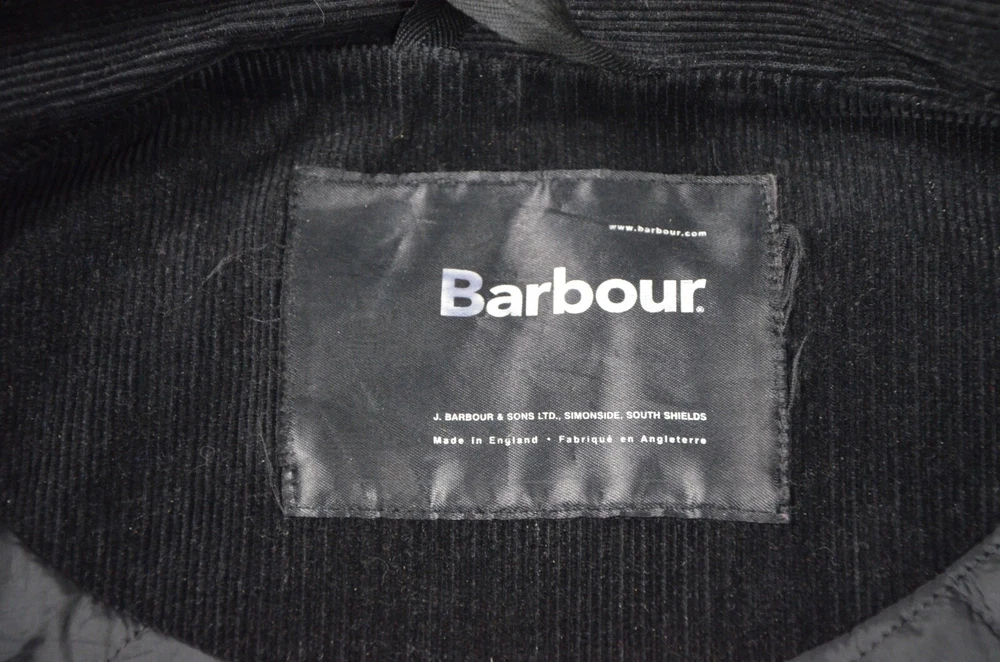 www.barbour.com
Barbour®
J. BARBOUR & SONS LTD., SIMONSIDE, SOUTH SHIELDS
Made in England • Fabriqué en Angleterre